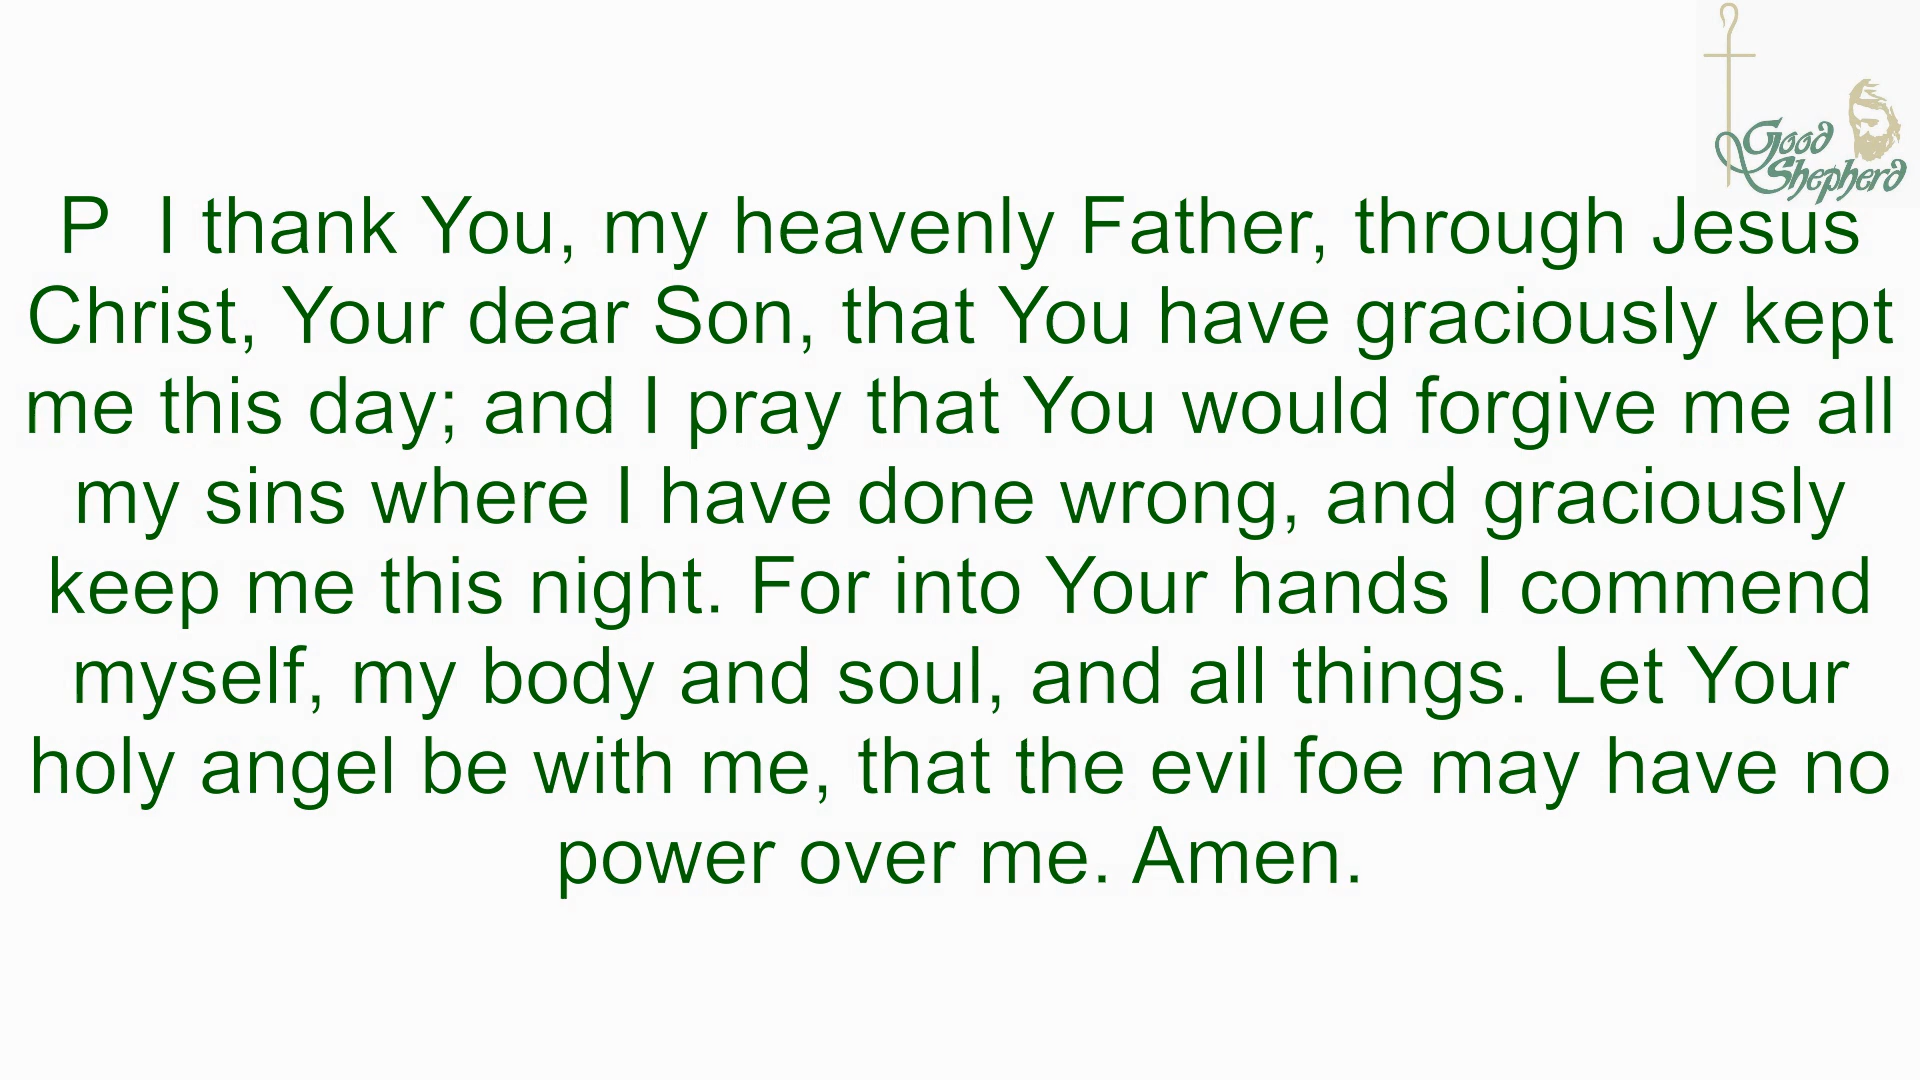 Good
Shepherd
P  I thank You, my heavenly Father, through Jesus
Christ, Your dear Son, that You have graciously kept
me this day; and I pray that You would forgive me all
my sins where I have done wrong, and graciously
keep me this night. For into Your hands I commend
myself, my body and soul, and all things. Let Your
holy angel be with me, that the evil foe may have no
power over me. Amen.